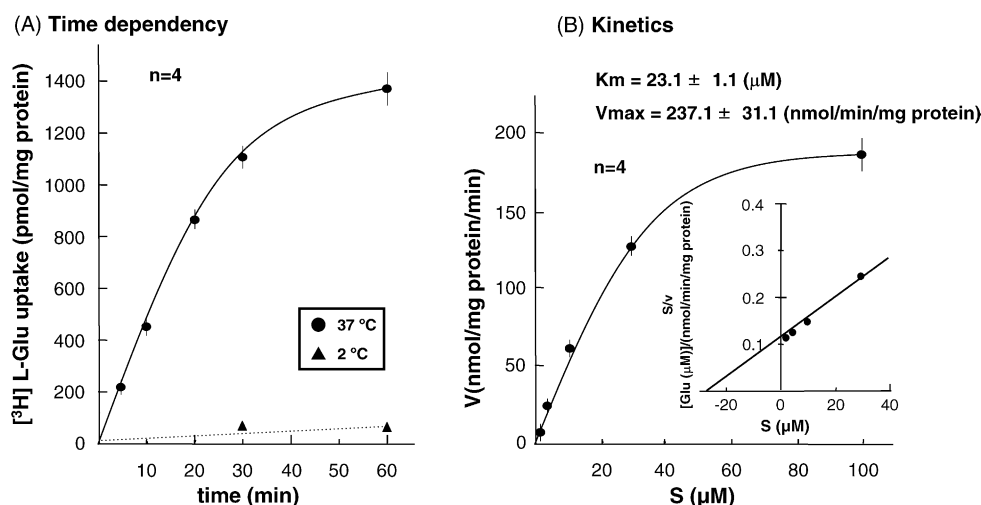 (A) Time dependency
n=4
[³H] L-Glu uptake (pmol/mg protein)
1400
1200
1000
800
600
400
200
0
37 ºC
2 ºC
10 20 30 40 50 60
time (min)
(B) Kinetics
Km = 23.1 ± 1.1 (µM)
Vmax = 237.1 ± 31.1 (nmol/min/mg protein)
n=4
V(nmol/mg protein/min)
200
150
100
50
0
20 40 60 80 100
S (µM)
S/v
[Glu (µM)]/(nmol/min/mg protein)
0.4
0.3
0.2
0.1
-20 0 20 40
S (µM)